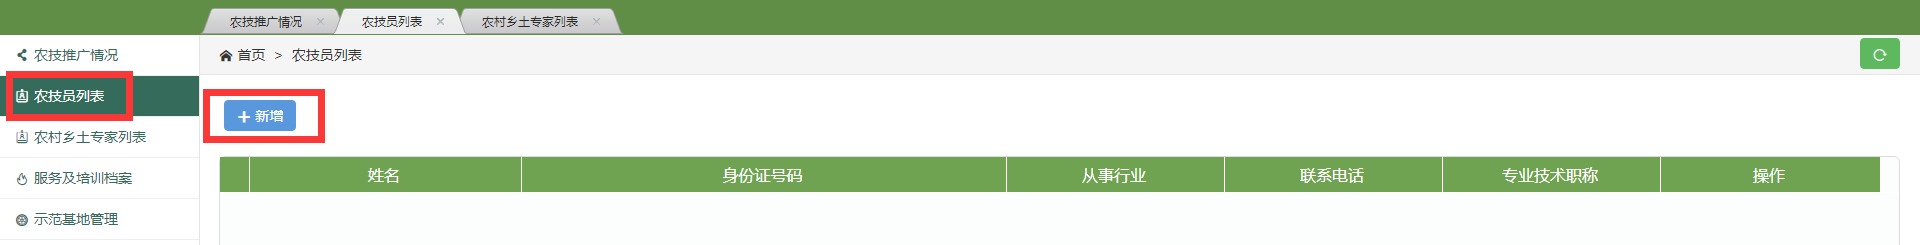 农技推广情况 × 农技员列表 × 农村乡土专家列表 ×
农技推广情况
农技员列表
农村乡土专家列表
服务及培训档案
示范基地管理
首页 > 农技员列表
+ 新增
姓名 身份证号码 从事行业 联系电话 专业技术职称 操作